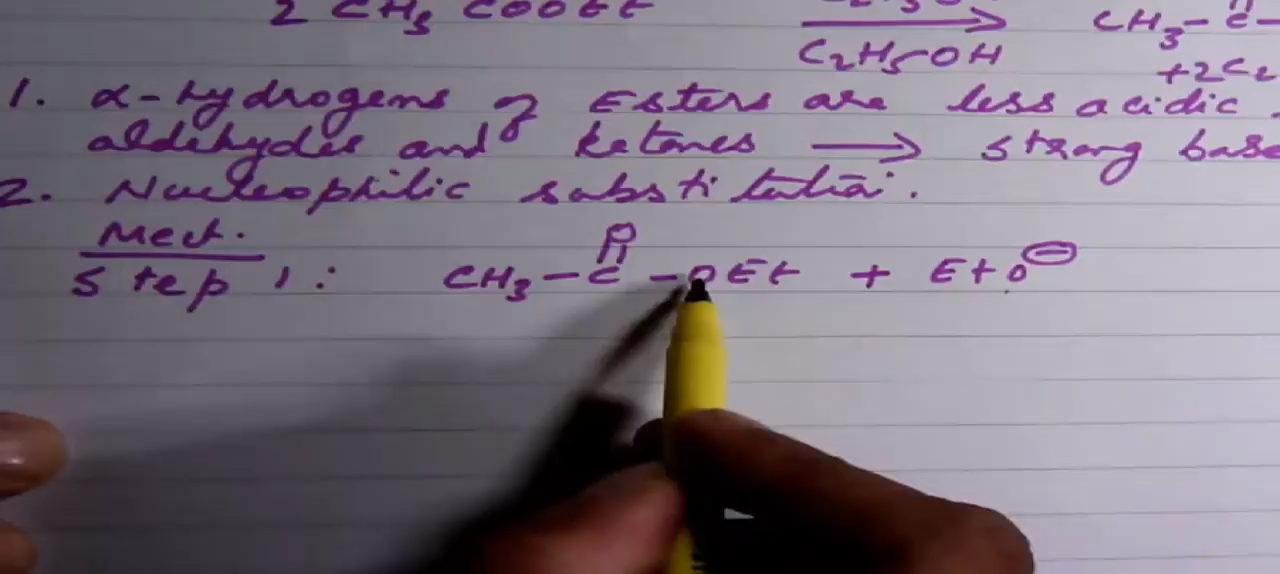 2 CH3 COOEt CH3-C-
C2H5OH +2C2
1. α-hydrogens of Esters are less acidic
aldehydes and ketones → strong base
2. Nucleophilic substitution.
Mech.
Step 1: CH3-C-OEt + EtO⊖
O